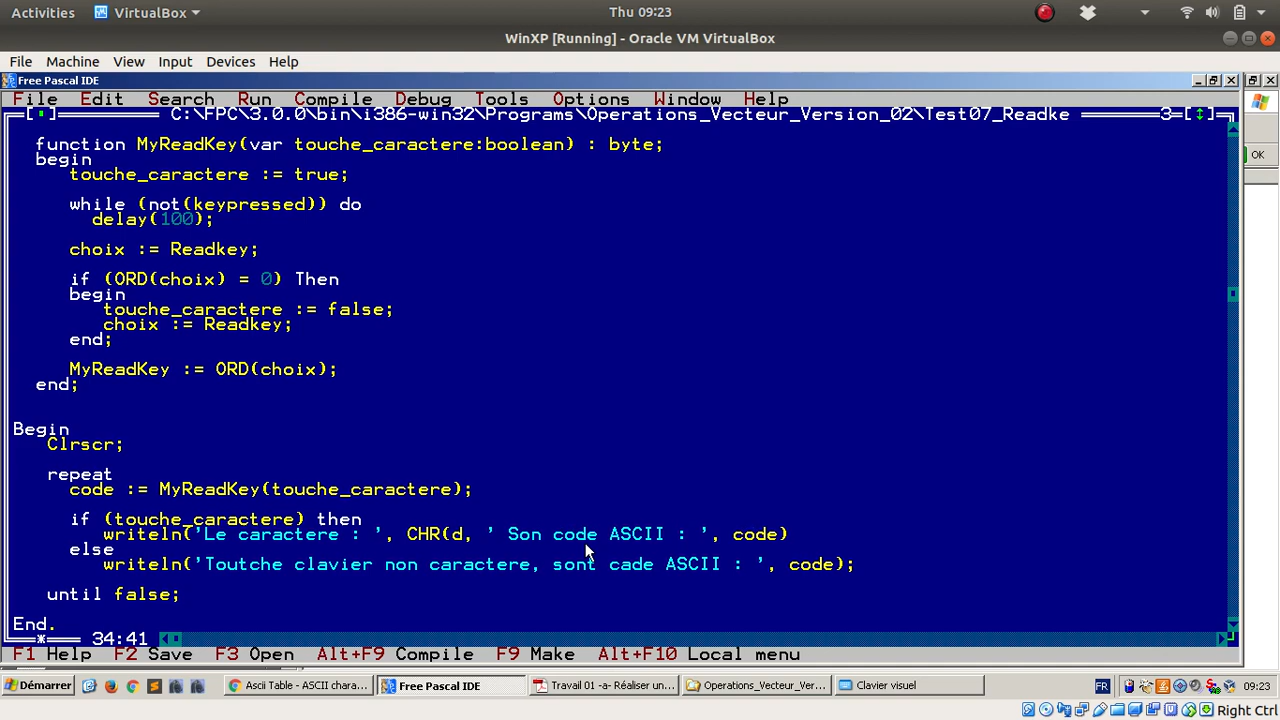 Activities VirtualBox Thu 09:23
WinXP [Running] - Oracle VM VirtualBox
File Machine View Input Devices Help
Free Pascal IDE
File Edit Search Run Compile Debug Tools Options Window Help
C:\FPC\3.0.0\bin\i386-win32\Programs\Operations_Vecteur_Version_02\Test07_Readke 3=[↕]
OK
function MyReadKey(var touche_caractere:boolean) : byte;
begin
touche_caractere := true;
while (not(keypressed)) do
delay(100);
choix := Readkey;
if (ORD(choix) = 0) Then
begin
touche_caractere := false;
choix := Readkey;
end;
MyReadKey := ORD(choix);
end;
Begin
Clrscr;
repeat
code := MyReadKey(touche_caractere);
if (touche_caractere) then
writeln('Le caractere : ', CHR(d, ' Son code ASCII : ', code)
else
writeln('Toutche clavier non caractere, sont cade ASCII : ', code);
until false;
End.
34:41
F1 Help F2 Save F3 Open Alt+F9 Compile F9 Make Alt+F10 Local menu
Démarrer Ascii Table - ASCII chara... Free Pascal IDE Travail 01 -a- Réaliser un... Operations_Vecteur_Ver... Clavier visuel FR 09:23
Right Ctrl